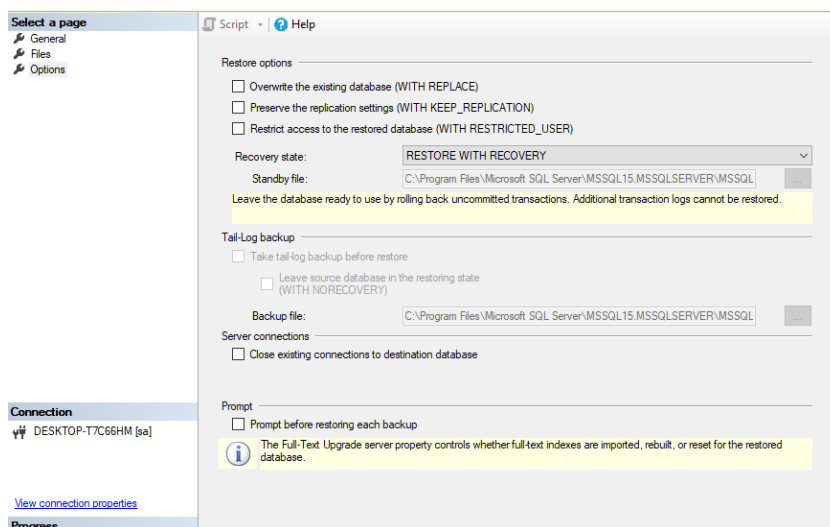 Select a page
General
Files
Options
Script
Help
Restore options
Overwrite the existing database (WITH REPLACE)
Preserve the replication settings (WITH KEEP_REPLICATION)
Restrict access to the restored database (WITH RESTRICTED_USER)
Recovery state: RESTORE WITH RECOVERY
Standby file: C:\Program Files\Microsoft SQL Server\MSSQL15.MSSQLSERVER\MSSQL ...
Leave the database ready to use by rolling back uncommitted transactions. Additional transaction logs cannot be restored.
Tail-Log backup
Take tail-log backup before restore
Leave source database in the restoring state
(WITH NORECOVERY)
Backup file: C:\Program Files\Microsoft SQL Server\MSSQL15.MSSQLSERVER\MSSQL ...
Server connections
Close existing connections to destination database
Prompt
Prompt before restoring each backup
The Full-Text Upgrade server property controls whether full-text indexes are imported, rebuilt, or reset for the restored
database.
Connection
DESKTOP-T7C66HM [sa]
View connection properties
Progress